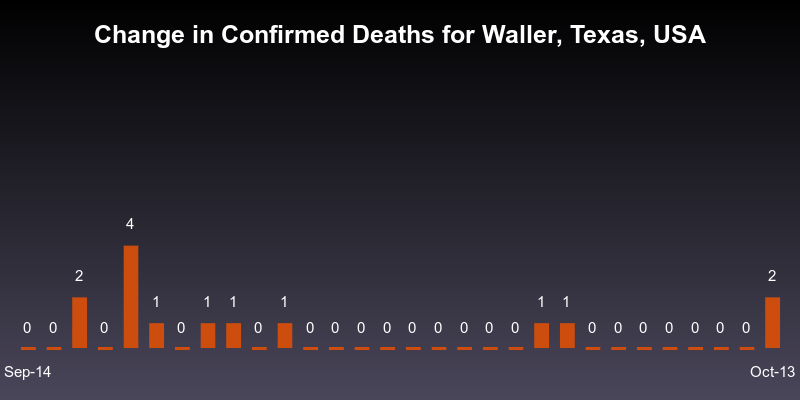 Change in Confirmed Deaths for Waller, Texas, USA
4
2 2
1 1 1 1 1 1
0 0 0 0 0 0 0 0 0 0 0 0 0 0 0 0 0 0 0 0 0
Sep-14 Oct-13